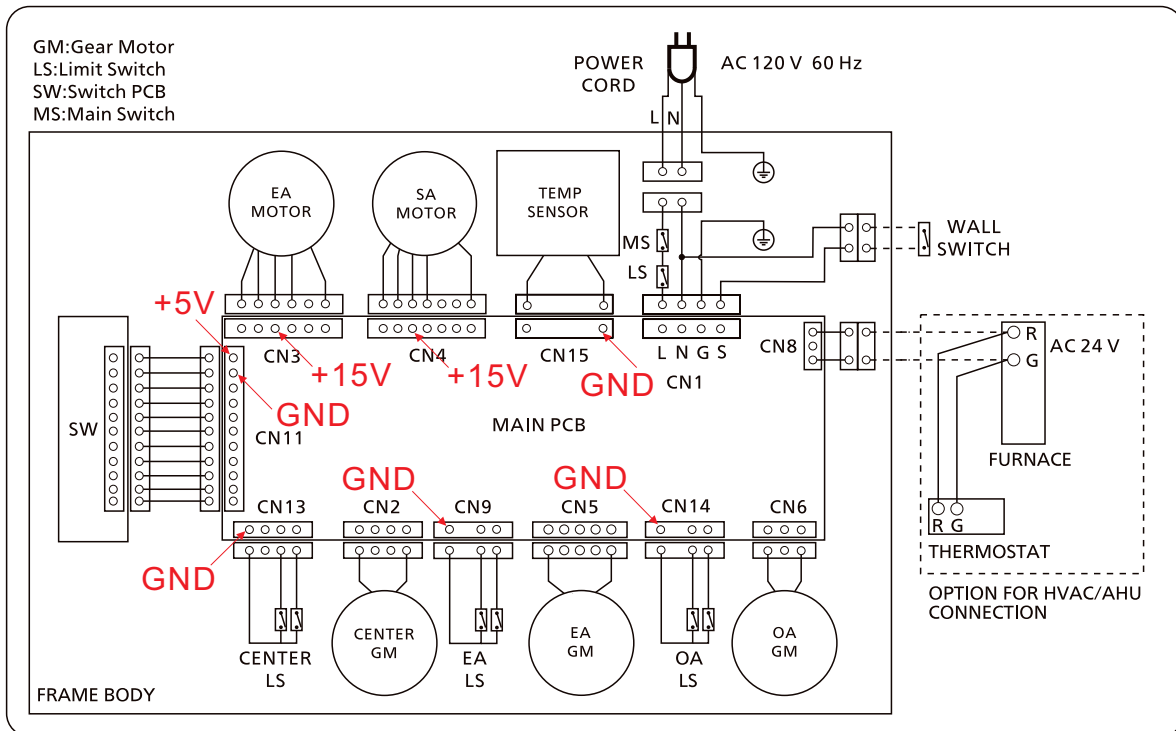 GM:Gear Motor
LS:Limit Switch
SW:Switch PCB
MS:Main Switch
POWER
CORD
AC 120 V  60 Hz
L N
EA
MOTOR
SA
MOTOR
TEMP
SENSOR
MS
LS
WALL
SWITCH
+5V
CN3
CN4
CN15
L N G S
CN1
CN8
R
G
AC 24 V
+15V
+15V
GND
GND
SW
CN11
MAIN PCB
FURNACE
GND
GND
CN13
CN2
CN9
CN5
CN14
CN6
R G
THERMOSTAT
GND
OPTION FOR HVAC/AHU
CONNECTION
CENTER
GM
EA
GM
OA
GM
CENTER
LS
EA
LS
OA
LS
FRAME BODY